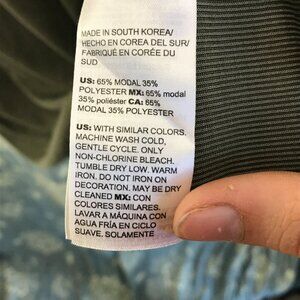 MADE IN SOUTH KOREA/
HECHO EN COREA DEL SUR/
FABRIQUÉ EN CORÉE DU
SUD
US: 65% MODAL 35%
POLYESTER MX: 65% modal
35% poliéster CA: 65%
MODAL 35% POLYESTER
US: WITH SIMILAR COLORS.
MACHINE WASH COLD,
GENTLE CYCLE. ONLY
NON-CHLORINE BLEACH.
TUMBLE DRY LOW. WARM
IRON. DO NOT IRON ON
DECORATION. MAY BE DRY
CLEANED MX: CON
COLORES SIMILARES.
LAVAR A MÁQUINA CON
AGUA FRÍA EN CICLO
SUAVE. SOLAMENTE